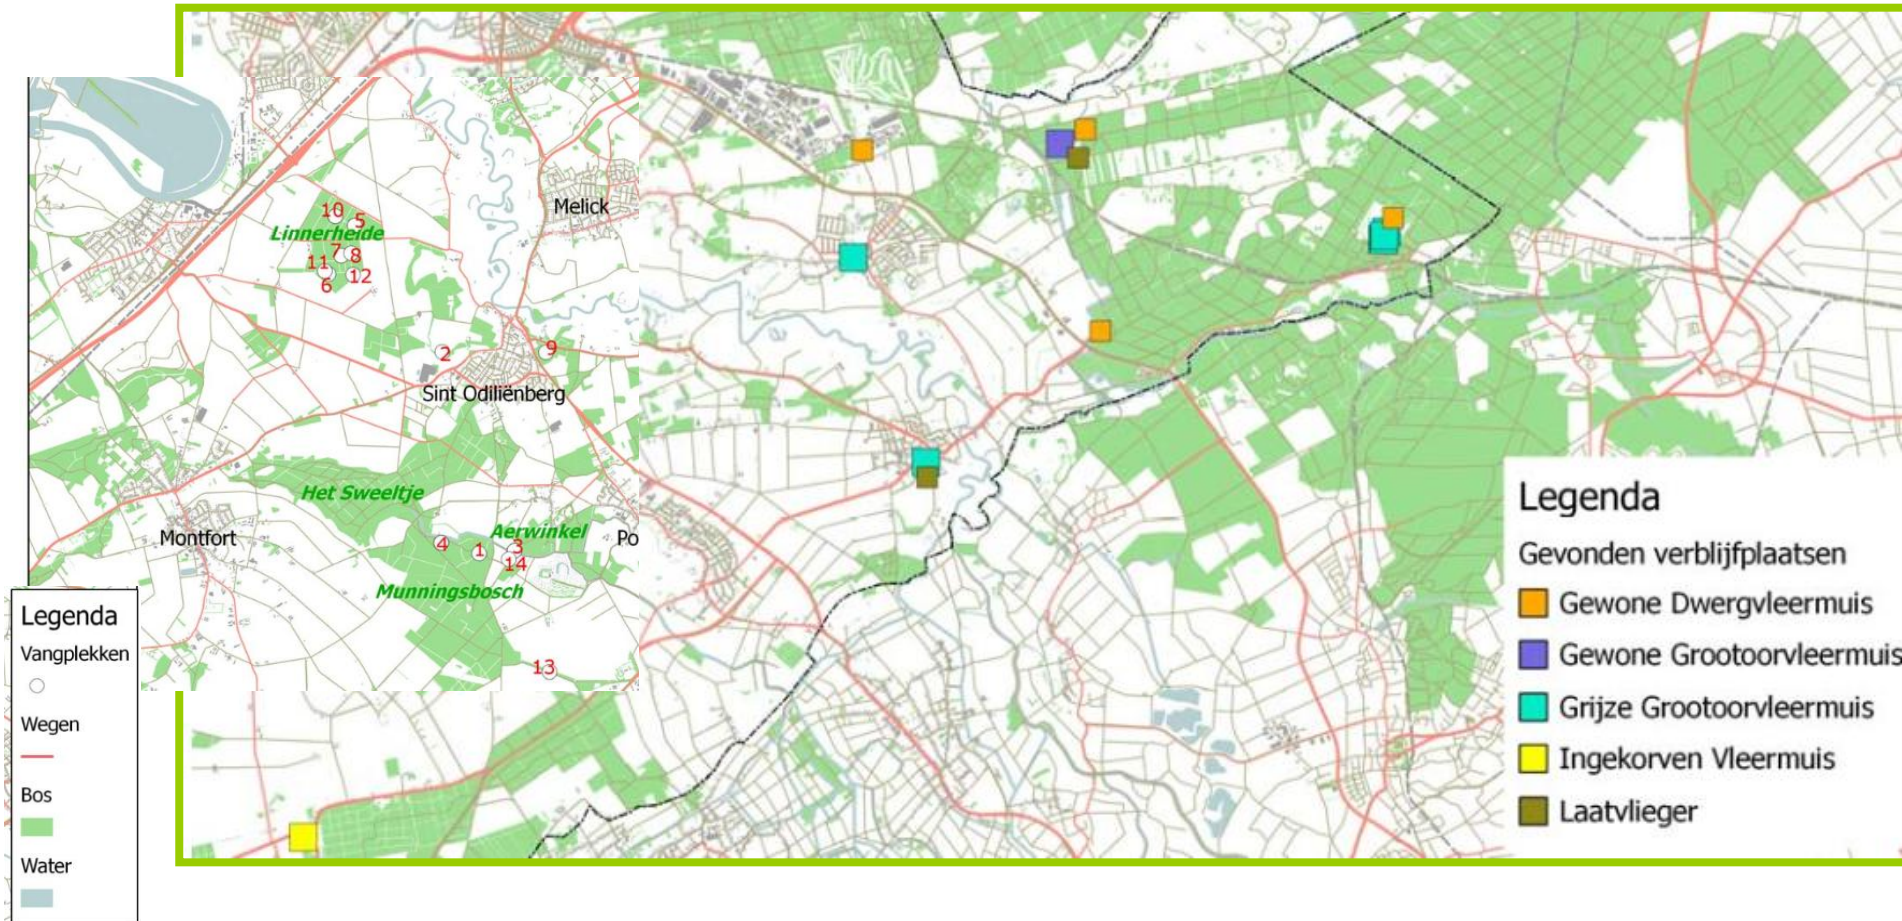 Melick
10
5
Linnerheide
7
8
11
12
6
2
9
Sint Odiliënberg
Het Sweeltje
Aerwinkel
Montfort
4
1
3
Po
14
Munningsbosch
13
Legenda
Vangplekken
Wegen
Bos
Water
Legenda
Gevonden verblijfplaatsen
Gewone Dwergvleermuis
Gewone Grootoorvleermuis
Grijze Grootoorvleermuis
Ingekorven Vleermuis
Laatvlieger